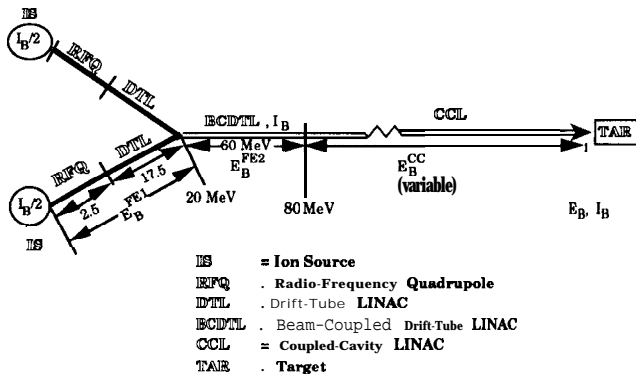 IS
I_B/2
RFQ
DTL
BCDTL , I_B
CCL
TAR
60 MeV
E_B^FE2
E_B^CC
(variable)
DTL
RFQ
17.5
2.5
E_B^FE1
20 MeV
80 MeV
I_B/2
IS
E_B, I_B
IS = Ion Source
RFQ . Radio-Frequency Quadrupole
DTL . Drift-Tube LINAC
BCDTL . Beam-Coupled Drift-Tube LINAC
CCL = Coupled-Cavity LINAC
TAR . Target